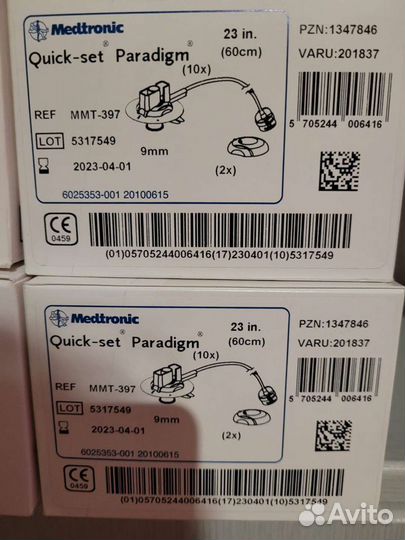 Medtronic
Quick-set® Paradigm®
23 in.
(60cm)
(10x)
PZN:1347846
VARU:201837
REF MMT-397
LOT 5317549
2023-04-01
9mm
(2x)
5 705244 006416
6025353-001 20100615
CE
0459
(01)05705244006416(17)230401(10)5317549
Medtronic
Quick-set® Paradigm®
23 in.
(60cm)
(10x)
PZN:1347846
VARU:201837
REF MMT-397
LOT 5317549
2023-04-01
9mm
(2x)
5 705244 006416
6025353-001 20100615
CE
0459
(01)05705244006416(17)230401(10)5317549
Avito